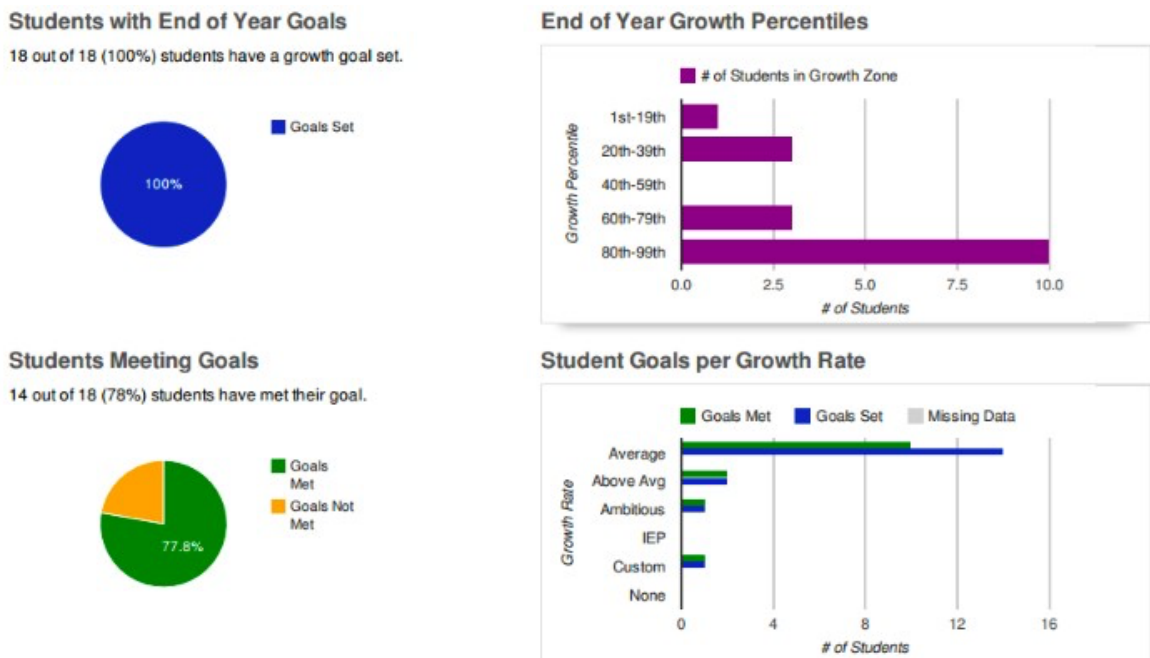 Students with End of Year Goals
18 out of 18 (100%) students have a growth goal set.
Goals Set
100%
End of Year Growth Percentiles
# of Students in Growth Zone
Growth Percentile
1st-19th
20th-39th
40th-59th
60th-79th
80th-99th
0.0 2.5 5.0 7.5 10.0
# of Students
Students Meeting Goals
14 out of 18 (78%) students have met their goal.
Goals
Met
Goals Not
Met
77.8%
Student Goals per Growth Rate
Goals Met Goals Set Missing Data
Growth Rate
Average
Above Avg
Ambitious
IEP
Custom
None
0 4 8 12 16
# of Students